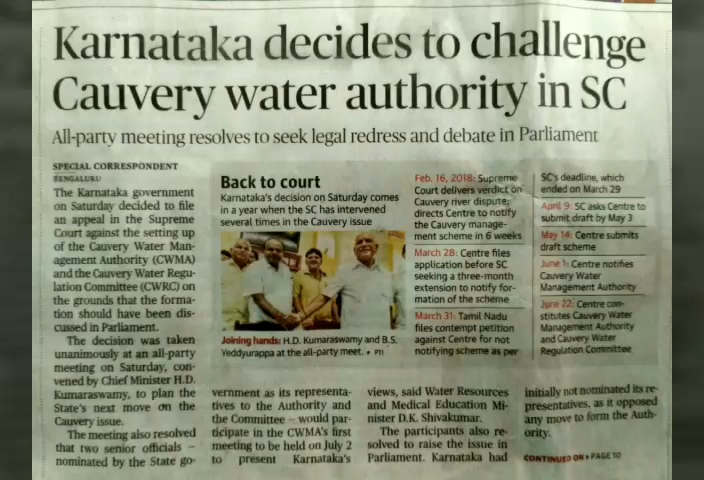 Karnataka decides to challenge
Cauvery water authority in SC
All-party meeting resolves to seek legal redress and debate in Parliament
SPECIAL CORRESPONDENT
BENGALURU
The Karnataka government
on Saturday decided to file
an appeal in the Supreme
Court against the setting up
of the Cauvery Water Man-
agement Authority (CWMA)
and the Cauvery Water Regu-
lation Committee (CWRC) on
the grounds that the forma-
tion should have been dis-
cussed in Parliament.
The decision was taken
unanimously at an all-party
meeting on Saturday, con-
vened by Chief Minister H.D.
Kumaraswamy, to plan the
State's next move on the
Cauvery issue.
The meeting also resolved
that two senior officials –
nominated by the State go-
Back to court
Karnataka's decision on Saturday comes
in a year when the SC has intervened
several times in the Cauvery issue
Joining hands: H.D. Kumaraswamy and B.S.
Yeddyurappa at the all-party meet. • PTI
Feb. 16, 2018: Supreme
Court delivers verdict on
Cauvery river dispute;
directs Centre to notify
the Cauvery manage-
ment scheme in 6 weeks
March 28: Centre files
application before SC
seeking a three-month
extension to notify for-
mation of the scheme
March 31: Tamil Nadu
files contempt petition
against Centre for not
notifying scheme as per
SC's deadline, which
ended on March 29
April 9: SC asks Centre to
submit draft by May 3
May 14: Centre submits
draft scheme
June 1: Centre notifies
Cauvery Water
Management Authority
June 22: Centre con-
stitutes Cauvery Water
Management Authority
and Cauvery Water
Regulation Committee
vernment as its representa-
tives to the Authority and
the Committee – would par-
ticipate in the CWMA's first
meeting to be held on July 2
to present Karnataka's
views, said Water Resources
and Medical Education Mi-
nister D.K. Shivakumar.
The participants also re-
solved to raise the issue in
Parliament. Karnataka had
initially not nominated its re-
presentatives, as it opposed
any move to form the Auth-
ority.
CONTINUED ON ▸ PAGE 10